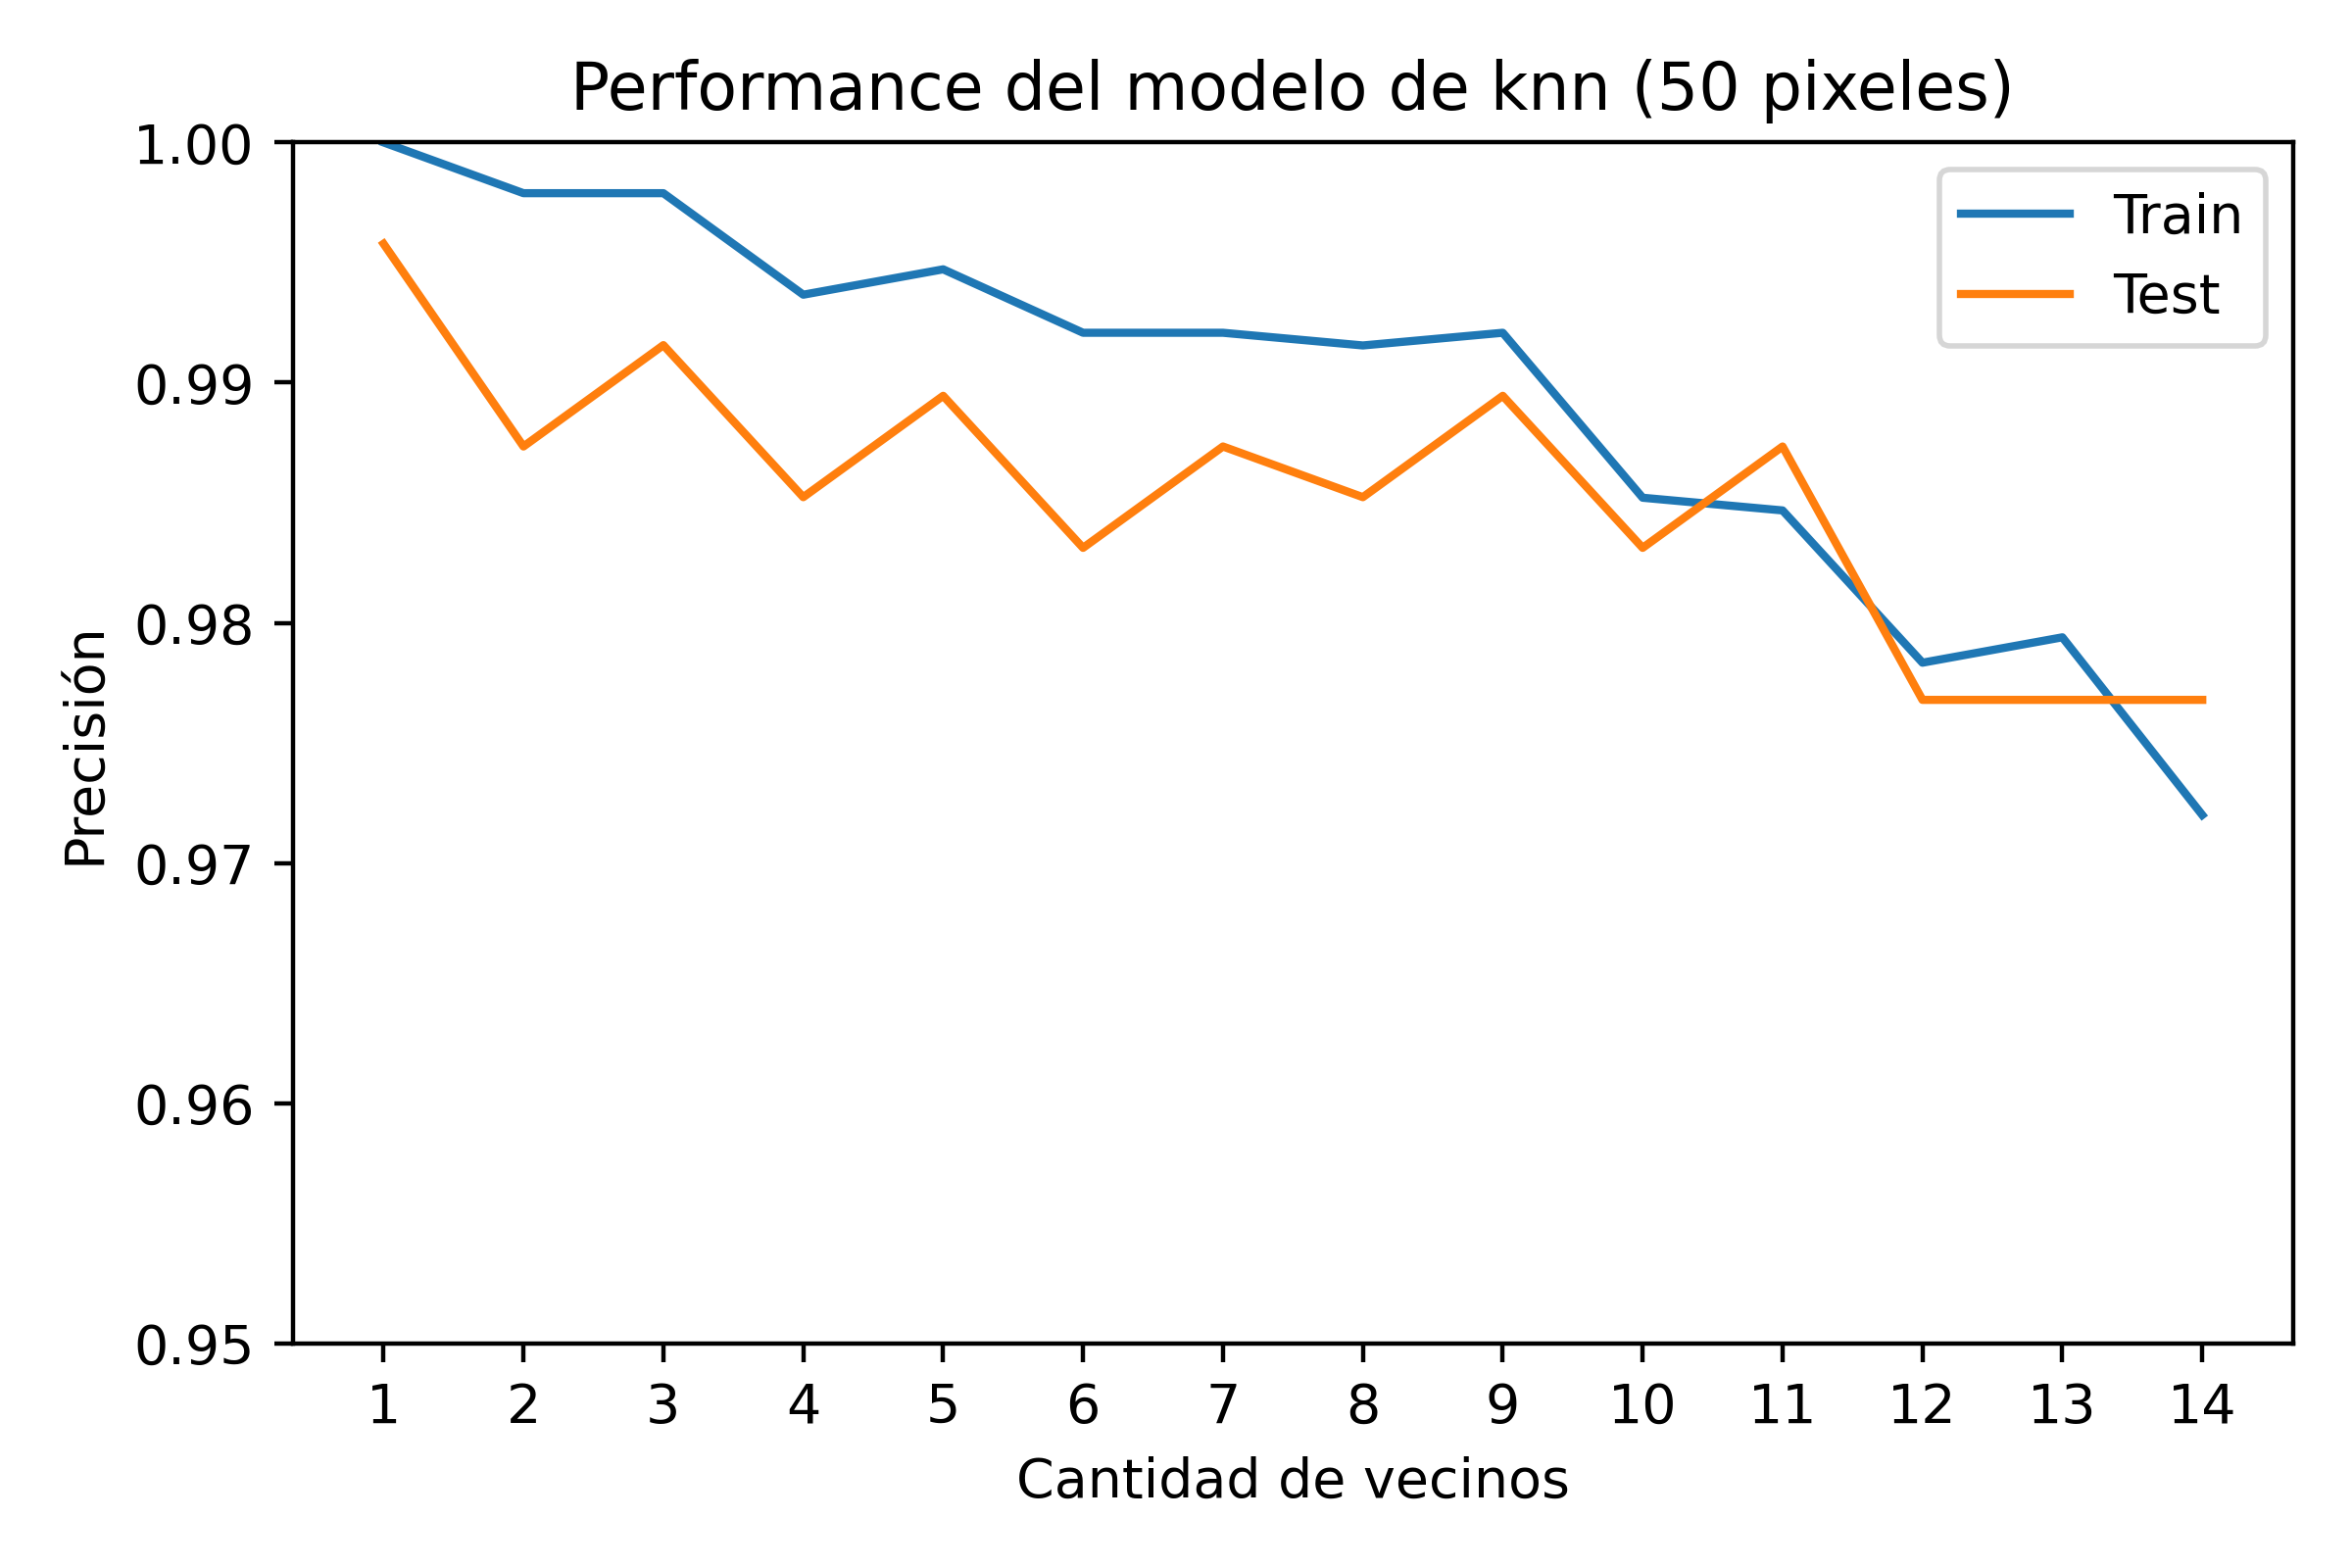 Performance del modelo de knn (50 pixeles)
1.00
0.99
0.98
0.97
0.96
0.95
Precisión
Train
Test
1 2 3 4 5 6 7 8 9 10 11 12 13 14
Cantidad de vecinos